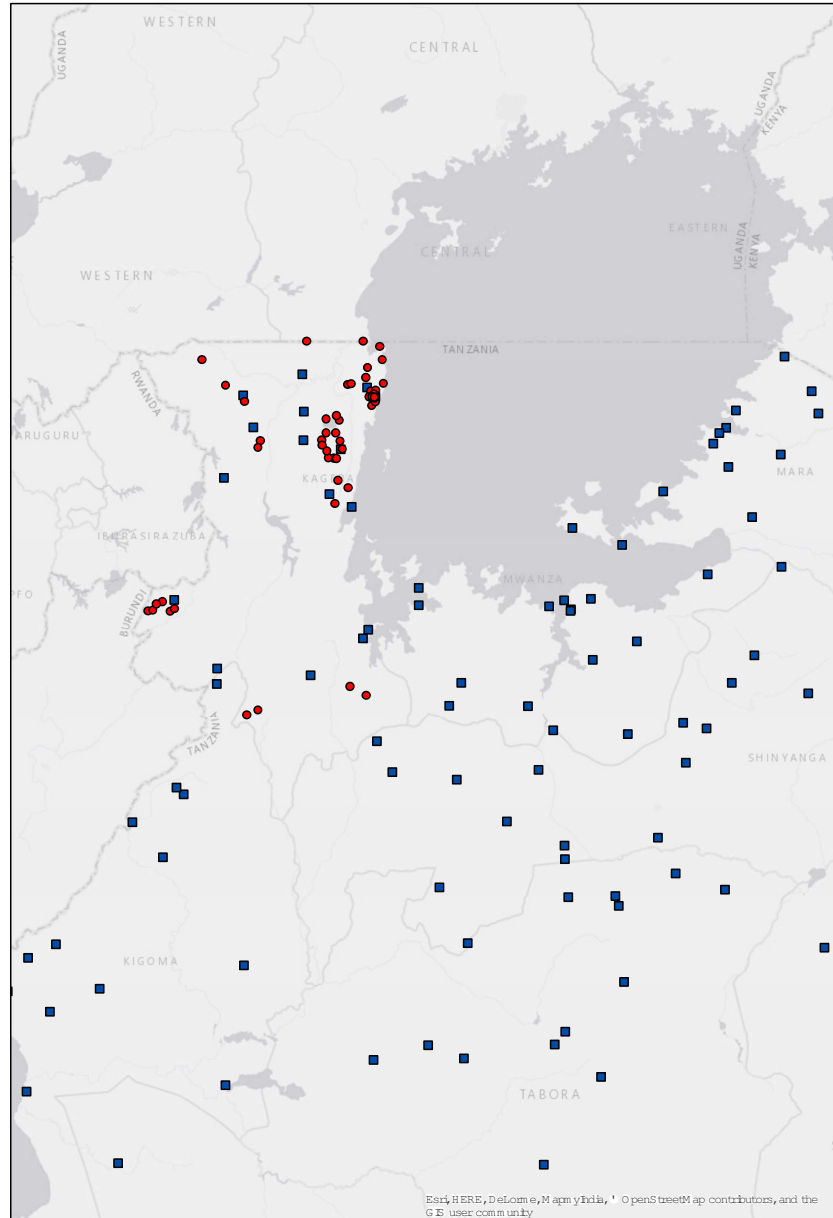 WESTERN
CENTRAL
UGANDA
UGANDA
KENYA
EASTERN
CENTRAL
UGANDA
KENYA
WESTERN
TANZANIA
RWANDA
ARUGURU
MARA
KAGERA
MWANZA
BURUNDI
TANZANIA
SHINYANGA
KIGOMA
TABORA
Esri, HERE, DeLorme, MapmyIndia, ' OpenStreetMap contributors, and the
GIS user community